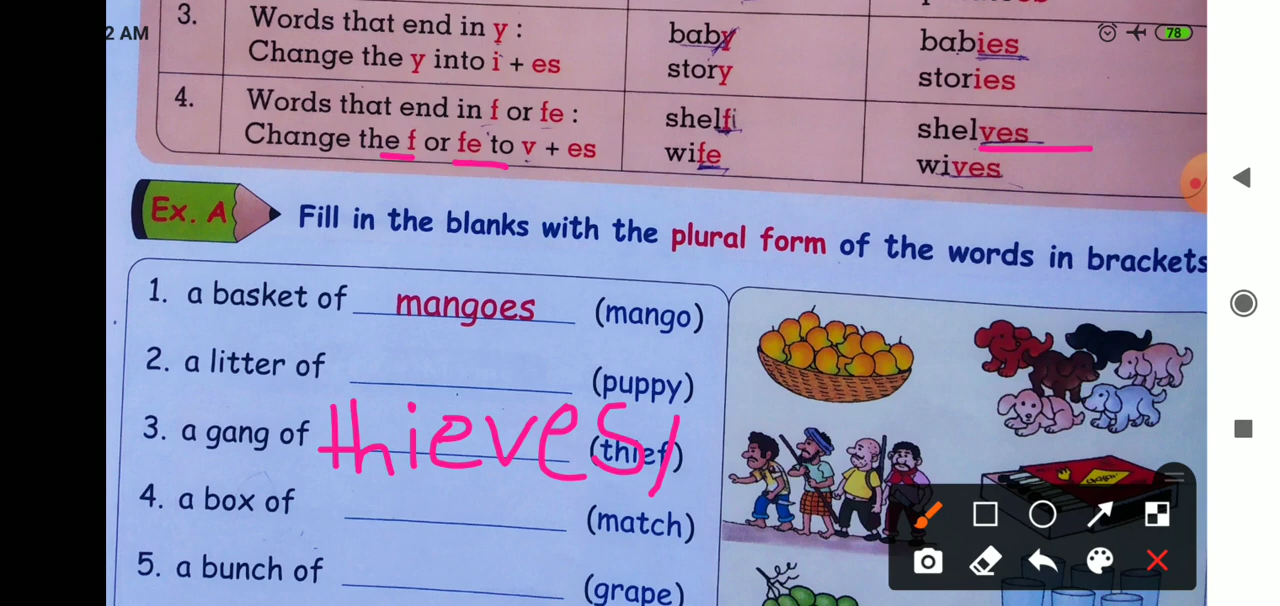 2 AM
78
3. Words that end in y : baby babies
Change the y into i + es story stories
4. Words that end in f or fe : shelf shelves
Change the f or fe to v + es wife wives
Ex. A Fill in the blanks with the plural form of the words in brackets
1. a basket of mangoes (mango)
2. a litter of (puppy)
3. a gang of thieves (thief)
4. a box of (match)
5. a bunch of (grape)